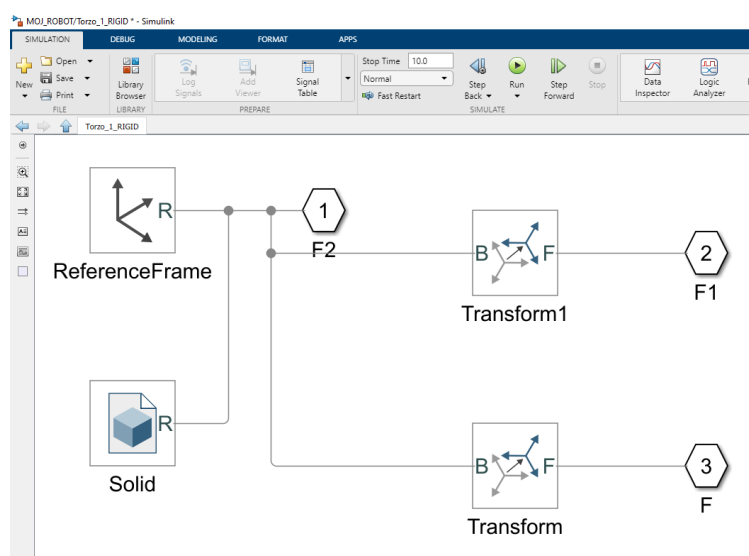 MOJ_ROBOT/Torzo_1_RIGID * - Simulink
SIMULATION DEBUG MODELING FORMAT APPS
New
Open
Save
Print
FILE
Library Browser
LIBRARY
Log Signals
Add Viewer
Signal Table
PREPARE
Stop Time 10.0
Normal
Fast Restart
Step Back
Run
Step Forward
Stop
SIMULATE
Data Inspector
Logic Analyzer
Torzo_1_RIGID
R
ReferenceFrame
1
F2
B F
Transform1
2
F1
R
Solid
B F
Transform
3
F